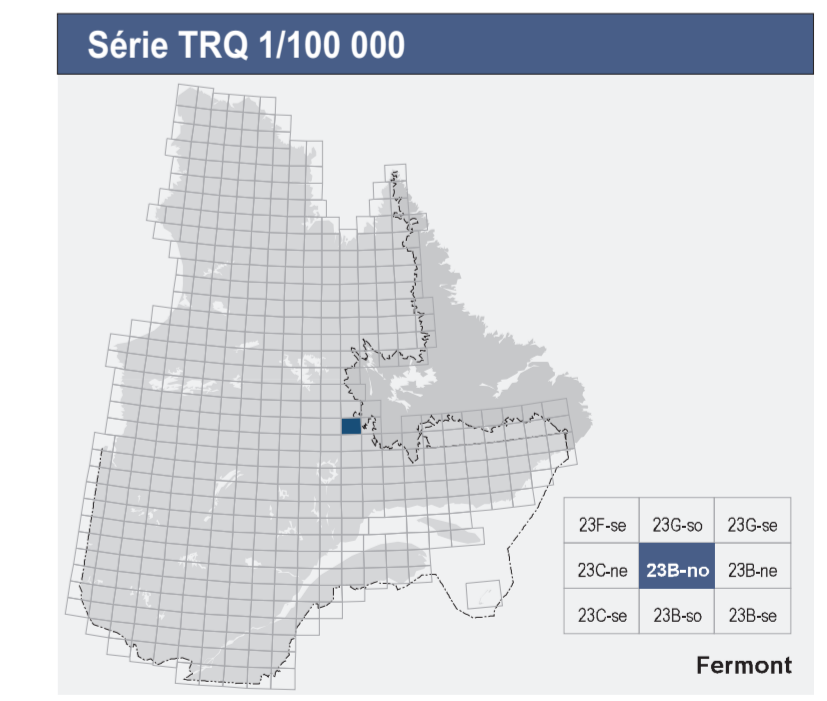 Série TRQ 1/100 000
23F-se 23G-so 23G-se
23C-ne 23B-no 23B-ne
23C-se 23B-so 23B-se
Fermont